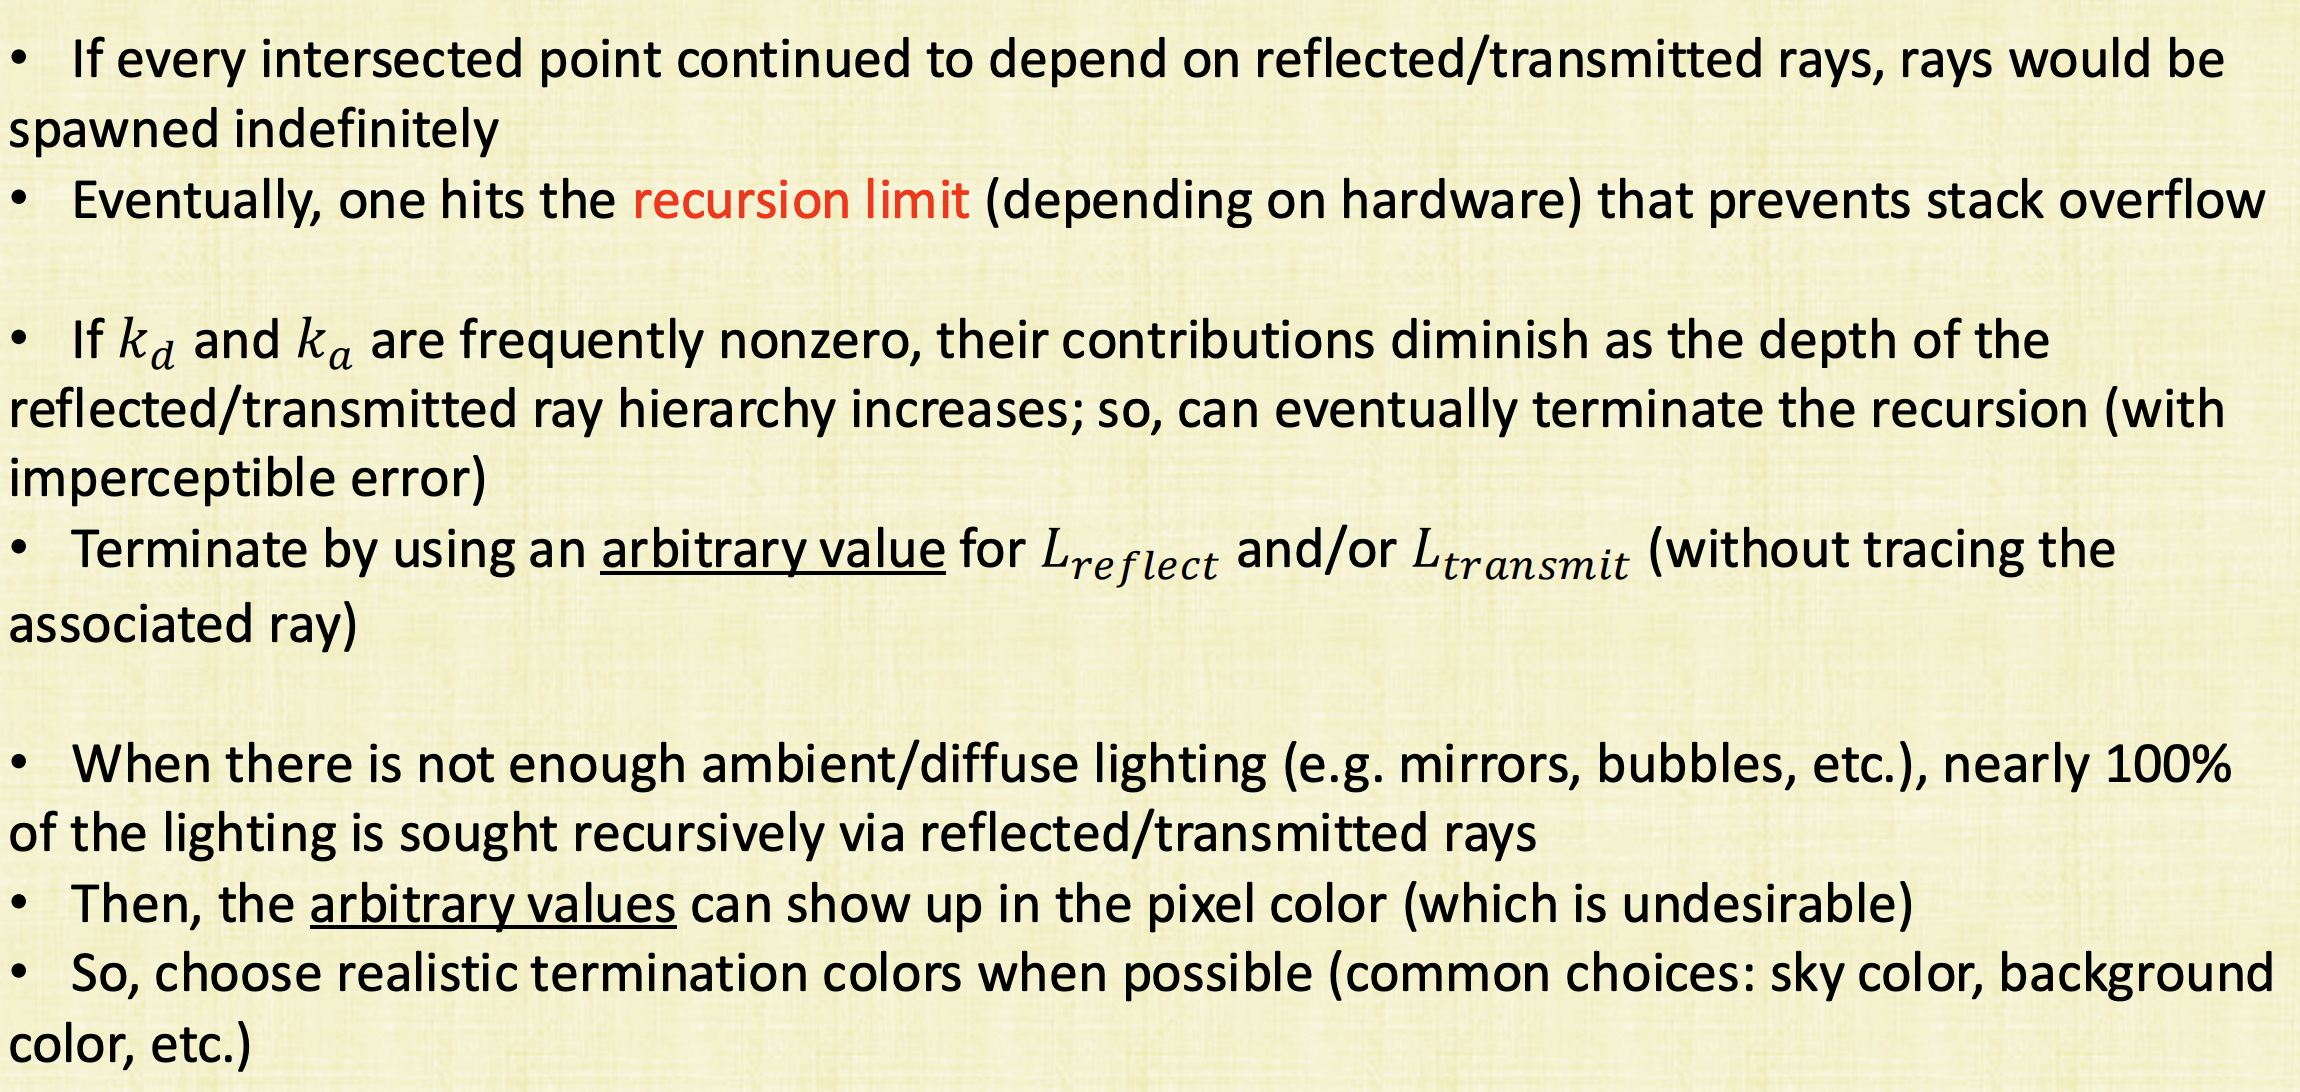 • If every intersected point continued to depend on reflected/transmitted rays, rays would be
spawned indefinitely
• Eventually, one hits the recursion limit (depending on hardware) that prevents stack overflow
• If k_d and k_a are frequently nonzero, their contributions diminish as the depth of the
reflected/transmitted ray hierarchy increases; so, can eventually terminate the recursion (with
imperceptible error)
• Terminate by using an arbitrary value for L_reflect and/or L_transmit (without tracing the
associated ray)
• When there is not enough ambient/diffuse lighting (e.g. mirrors, bubbles, etc.), nearly 100%
of the lighting is sought recursively via reflected/transmitted rays
• Then, the arbitrary values can show up in the pixel color (which is undesirable)
• So, choose realistic termination colors when possible (common choices: sky color, background
color, etc.)